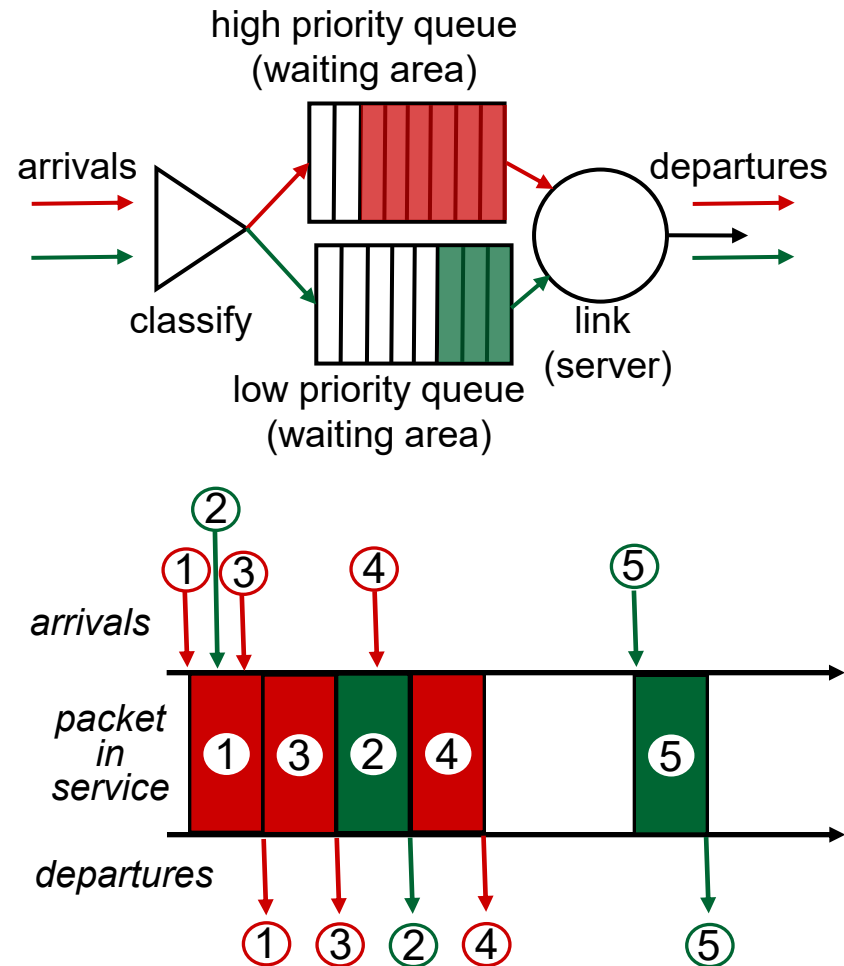 high priority queue
(waiting area)
arrivals
departures
classify
link
(server)
low priority queue
(waiting area)
2
1
3
4
5
arrivals
packet
in
service
1
3
2
4
5
departures
1
3
2
4
5